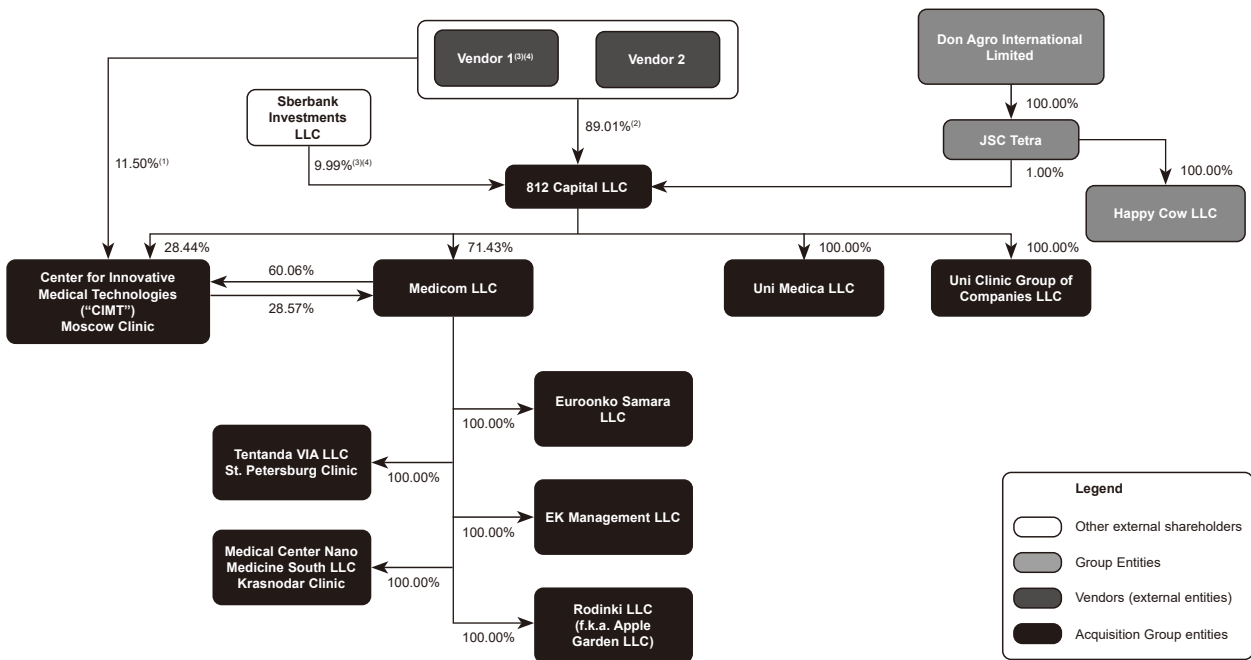 Vendor 1(3)(4)
Vendor 2
Don Agro International
Limited
Sberbank
Investments
LLC
100.00%
89.01%(2)
JSC Tetra
11.50%(1)
9.99%(3)(4)
1.00%
100.00%
812 Capital LLC
Happy Cow LLC
28.44%
71.43%
100.00%
100.00%
Center for Innovative
Medical Technologies
(“CIMT”)
Moscow Clinic
60.06%
28.57%
Medicom LLC
Uni Medica LLC
Uni Clinic Group of
Companies LLC
Euroonko Samara
LLC
100.00%
Tentanda VIA LLC
St. Petersburg Clinic
100.00%
EK Management LLC
100.00%
Medical Center Nano
Medicine South LLC
Krasnodar Clinic
100.00%
Rodinki LLC
(f.k.a. Apple
Garden LLC)
100.00%
Legend
Other external shareholders
Group Entities
Vendors (external entities)
Acquisition Group entities